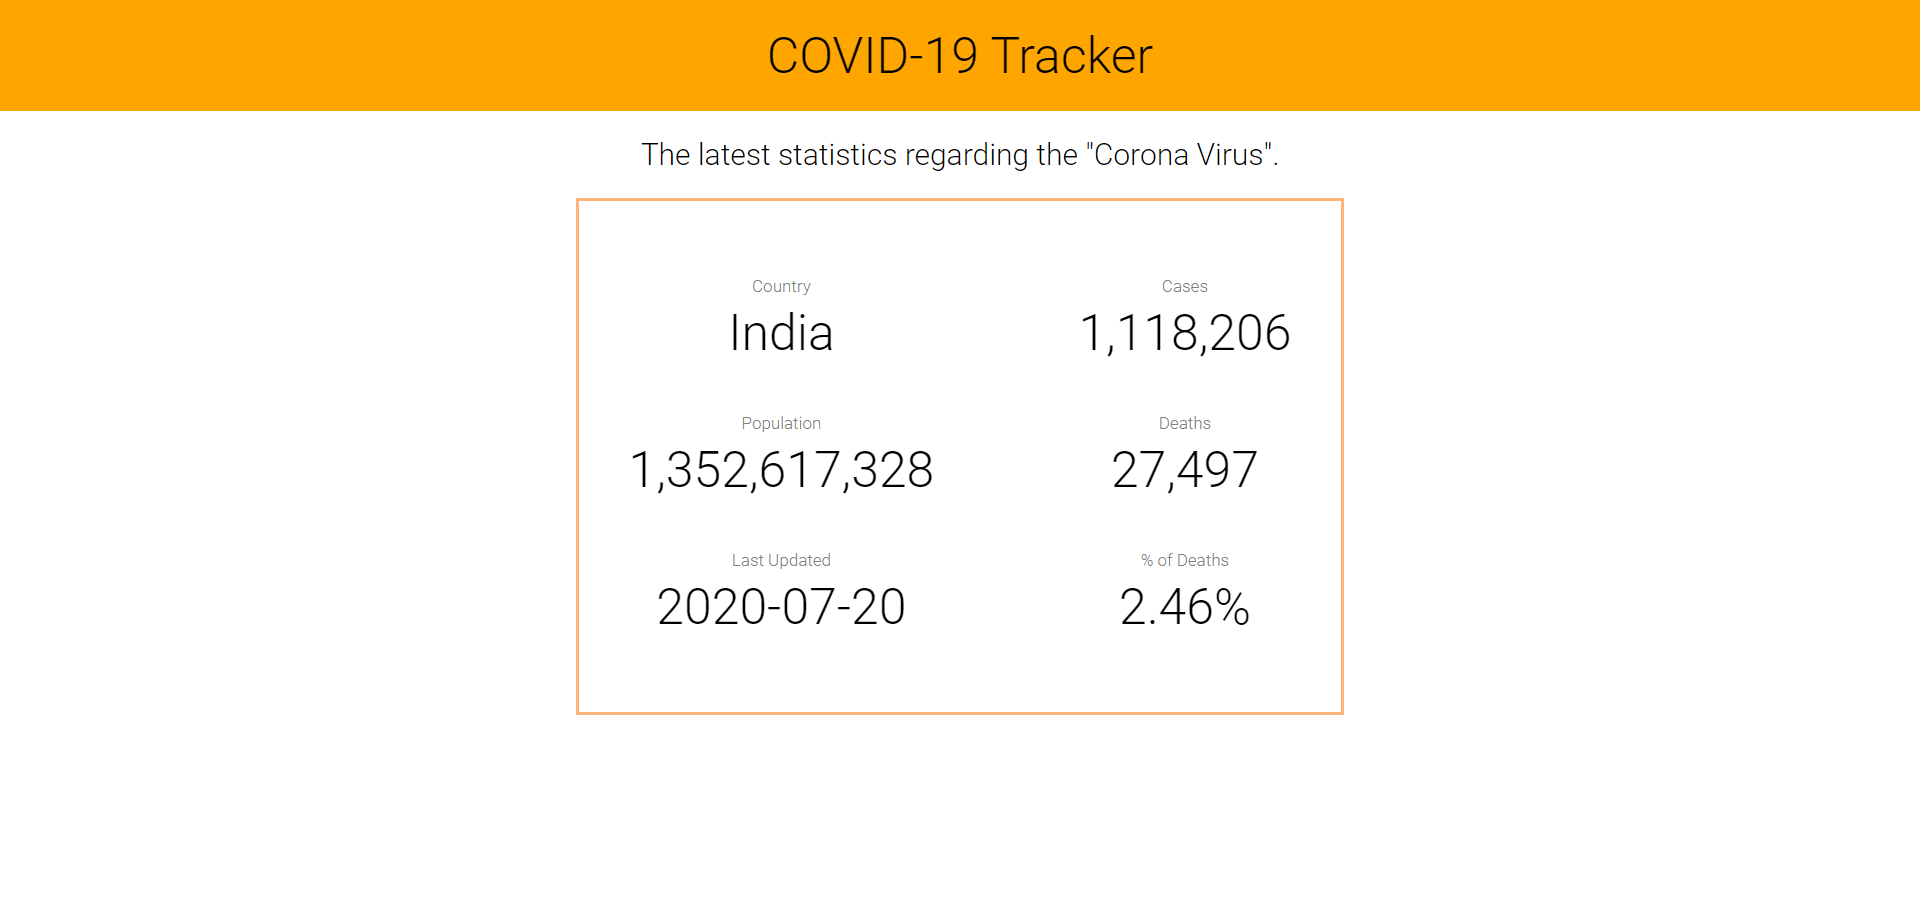 COVID-19 Tracker
The latest statistics regarding the "Corona Virus".
Country
India
Cases
1,118,206
Population
1,352,617,328
Deaths
27,497
Last Updated
2020-07-20
% of Deaths
2.46%